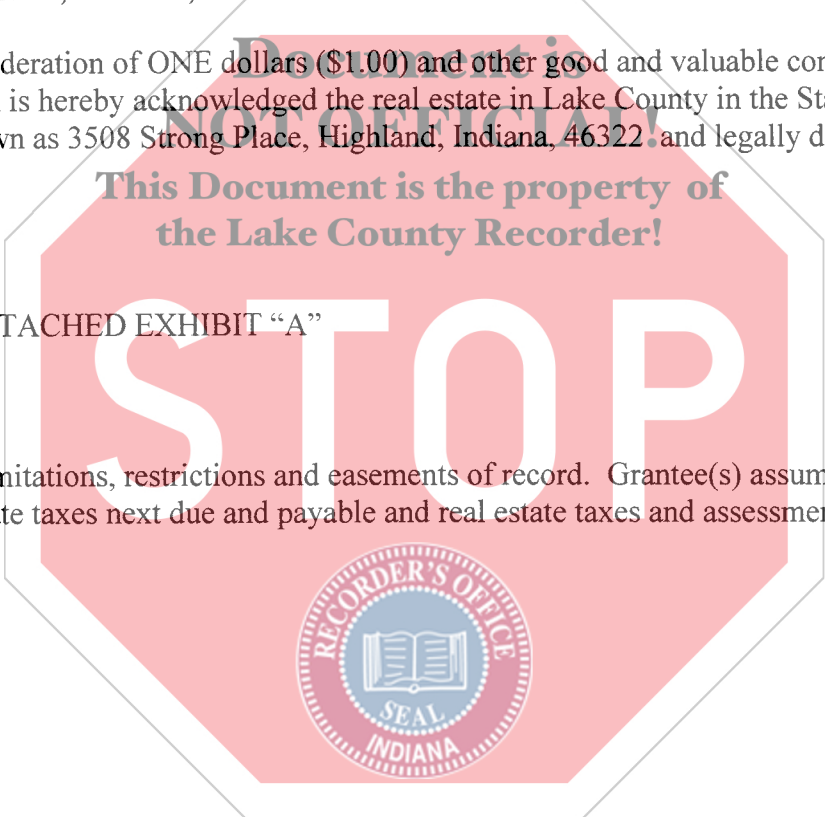 Document is
deration of ONE dollars ($1.00) and other good and valuable con
is hereby acknowledged the real estate in Lake County in the Sta
NOT OFFICIAL!
vn as 3508 Strong Place, Highland, Indiana, 46322 and legally d
This Document is the property of
the Lake County Recorder!
TACHED EXHIBIT “A”
STOP
mitations, restrictions and easements of record. Grantee(s) assum
te taxes next due and payable and real estate taxes and assessmen
RECORDER'S OFFICE
SEAL
INDIANA